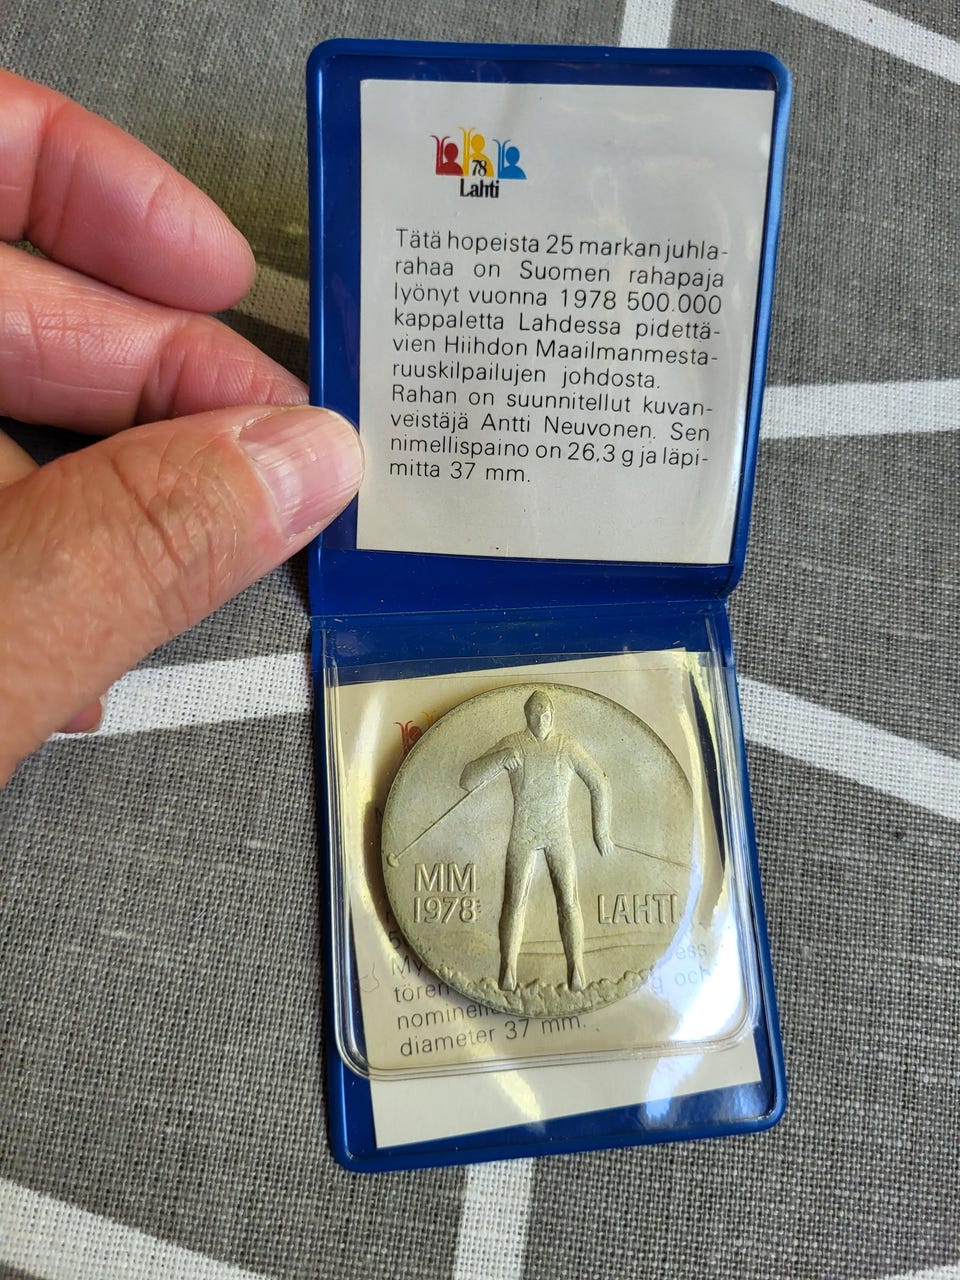 78
Lahti
Tätä hopeista 25 markan juhla-
rahaa on Suomen rahapaja
lyönyt vuonna 1978 500.000
kappaletta Lahdessa pidettä-
vien Hiihdon Maailmanmesta-
ruuskilpailujen johdosta.
Rahan on suunnitellut kuvan-
veistäjä Antti Neuvonen. Sen
nimellispaino on 26,3 g ja läpi-
mitta 37 mm.
MM
1978
LAHTI
och
diameter 37 mm.